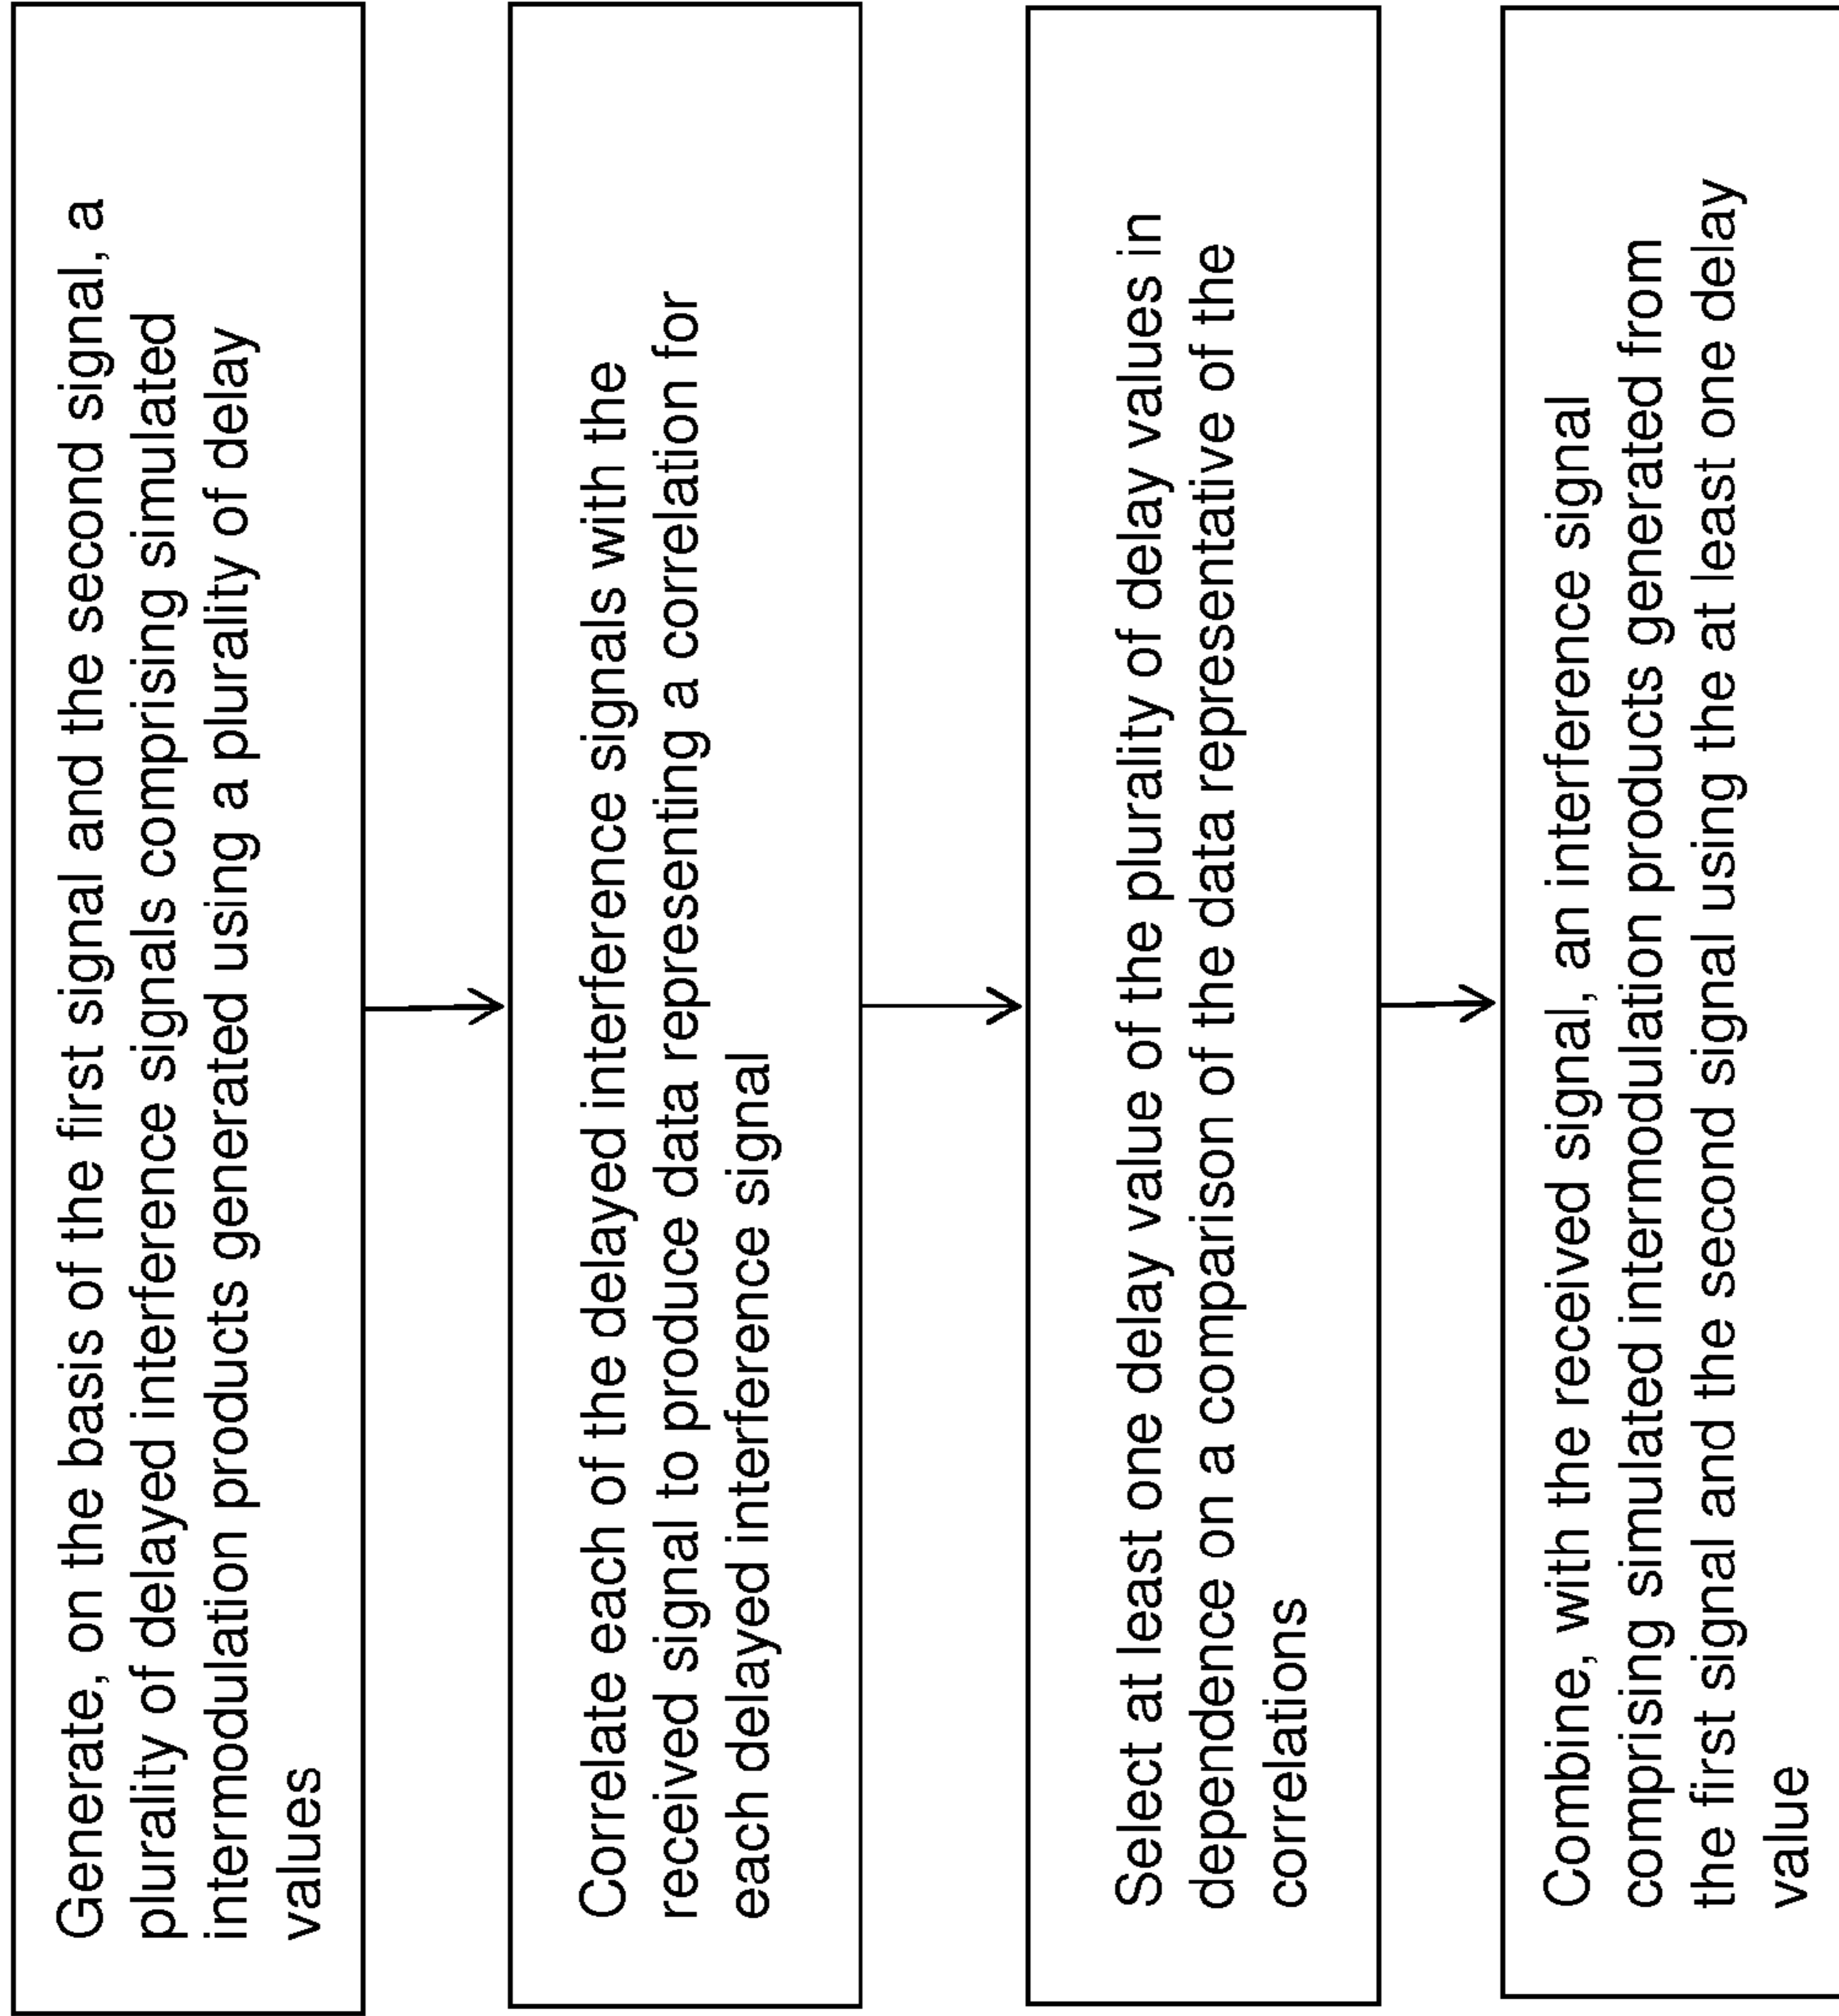 Generate, on the basis of the first signal and the second signal, a
plurality of delayed interference signals comprising simulated
intermodulation products generated using a plurality of delay
values
Correlate each of the delayed interference signals with the
received signal to produce data representing a correlation for
each delayed interference signal
Select at least one delay value of the plurality of delay values in
dependence on a comparison of the data representative of the
correlations
Combine, with the received signal, an interference signal
comprising simulated intermodulation products generated from
the first signal and the second signal using the at least one delay
value